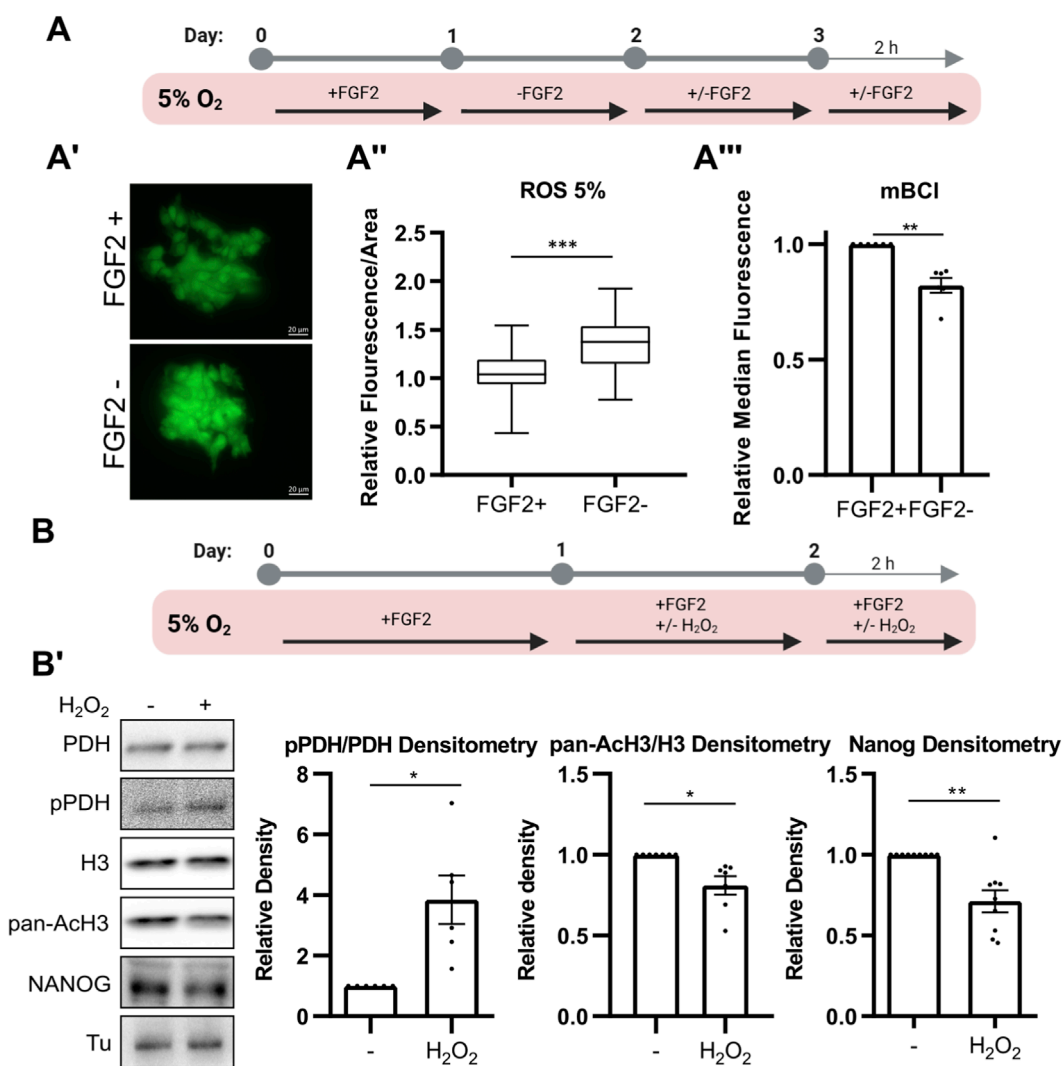 A
Day: 0 1 2 3 2 h
5% O₂ +FGF2 -FGF2 +/-FGF2 +/-FGF2
A'
FGF2 +
20 µm
FGF2 -
20 µm
A''
ROS 5%
***
Relative Flourescence/Area
2.5
2.0
1.5
1.0
0.5
0.0
FGF2+ FGF2-
A'''
mBCI
**
Relative Median Fluorescence
1.0
0.5
0.0
FGF2+FGF2-
B
Day: 0 1 2 2 h
5% O₂ +FGF2 +FGF2 +FGF2
+/- H₂O₂ +/- H₂O₂
B'
H₂O₂ - +
PDH
pPDH
H3
pan-AcH3
NANOG
Tu
pPDH/PDH Densitometry
*
Relative Density
8
6
4
2
0
- H₂O₂
pan-AcH3/H3 Densitometry
*
Relative density
1.5
1.0
0.5
0.0
- H₂O₂
Nanog Densitometry
**
Relative Density
1.5
1.0
0.5
0.0
- H₂O₂